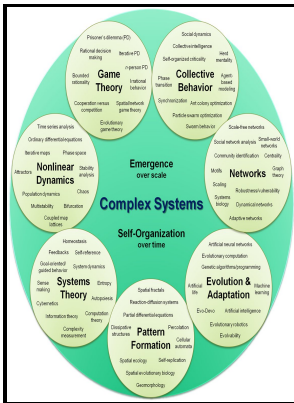 Prisoner's dilemma (PD)
Rational decision making
Iterative PD
n-person PD
Bounded rationality
Game Theory
Irrational behavior
Cooperation versus competition
Spatial/network game theory
Evolutionary game theory
Social dynamics
Collective intelligence
Self-organized criticality
Herd mentality
Phase transition
Collective Behavior
Agent-based modeling
Synchronization
Ant colony optimization
Particle swarm optimization
Swarm behavior
Time series analysis
Ordinary differential equations
Iterative maps
Phase space
Attractors
Nonlinear Dynamics
Stability analysis
Population dynamics
Chaos
Multistability
Bifurcation
Coupled map lattices
Scale-free networks
Social network analysis
Small-world networks
Community identification
Centrality
Motifs
Networks
Graph theory
Scaling
Robustness/vulnerability
Systems biology
Dynamical networks
Adaptive networks
Emergence
over scale
Complex Systems
Self-Organization
over time
Homeostasis
Feedbacks
Self-reference
Goal-oriented/guided behavior
System dynamics
Sense making
Systems Theory
Entropy
Cybernetics
Autopoiesis
Information theory
Computation theory
Complexity measurement
Spatial fractals
Reaction-diffusion systems
Partial differential equations
Dissipative structures
Pattern Formation
Percolation
Cellular automata
Spatial ecology
Self-replication
Spatial evolutionary biology
Geomorphology
Artificial neural networks
Evolutionary computation
Genetic algorithms/programming
Artificial life
Evolution & Adaptation
Machine learning
Evo-Devo
Artificial intelligence
Evolutionary robotics
Evolvability